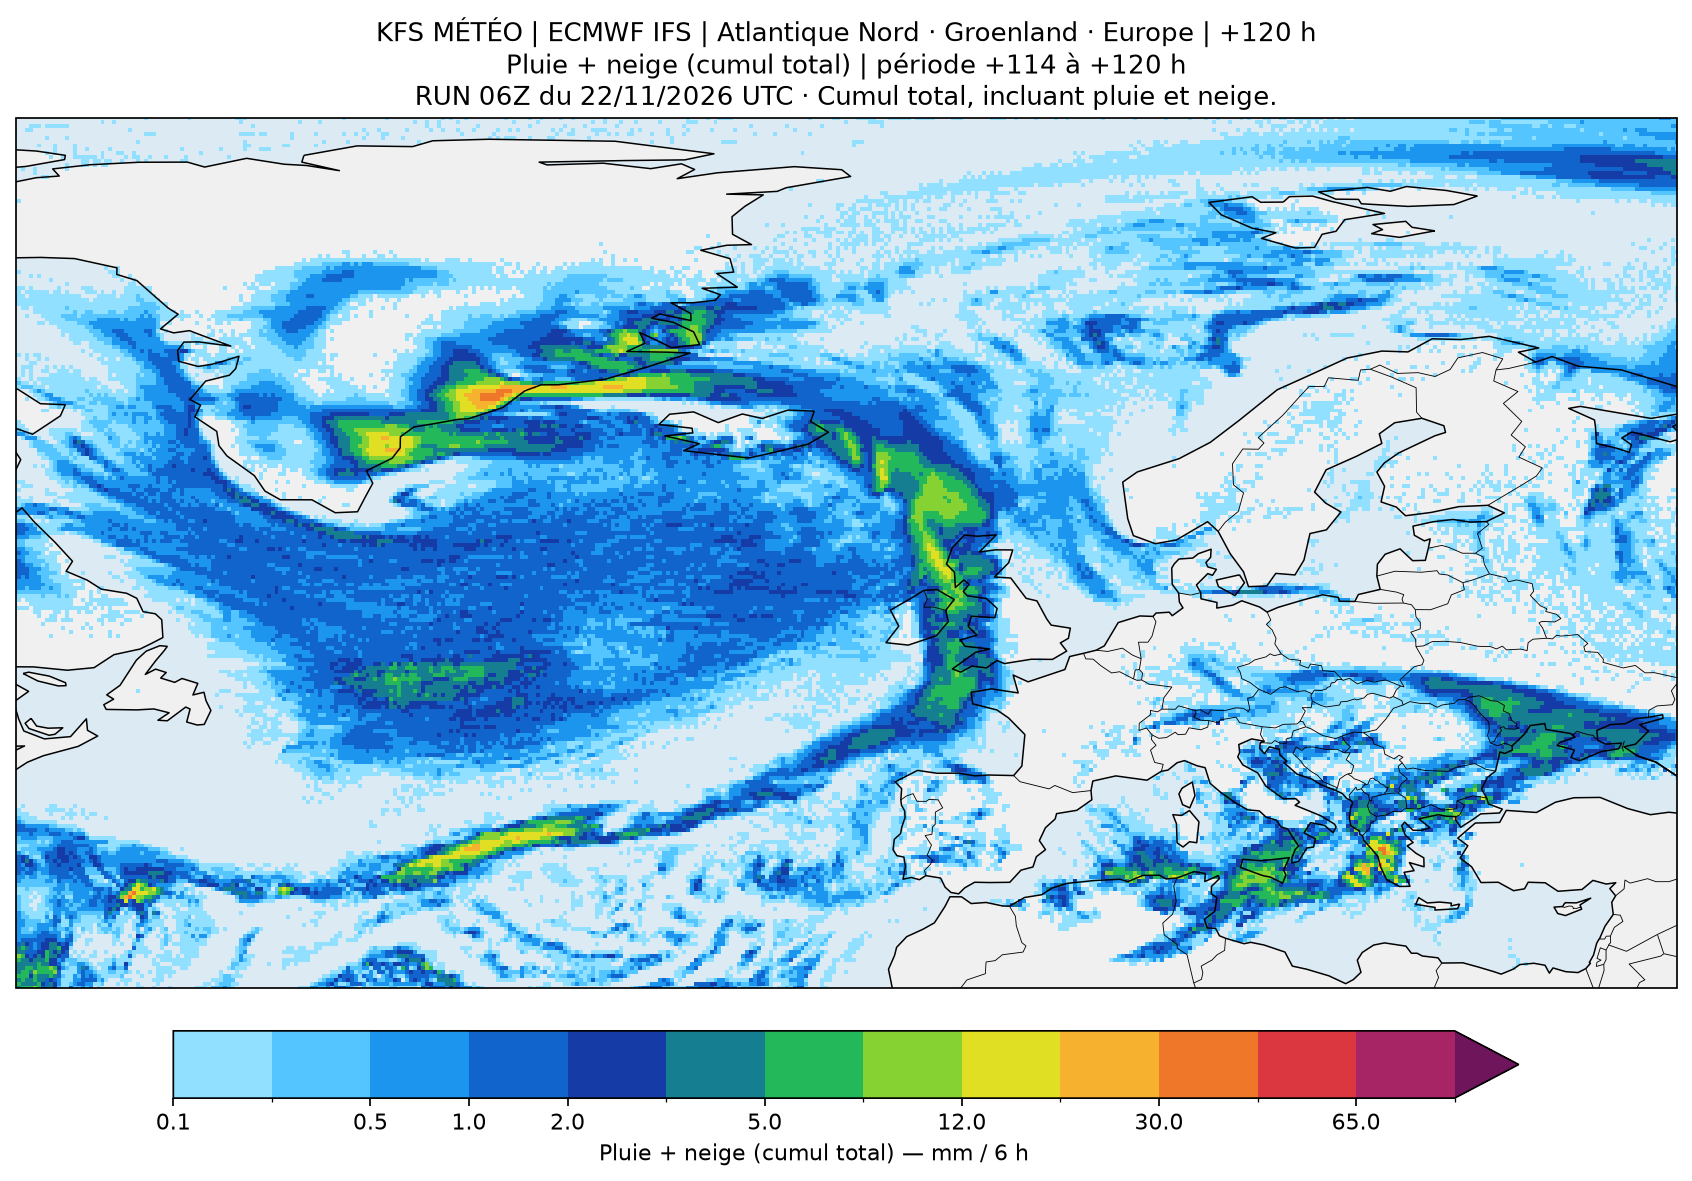 KFS MÉTÉO | ECMWF IFS | Atlantique Nord · Groenland · Europe | +120 h
Pluie + neige (cumul total) | période +114 à +120 h
RUN 06Z du 22/11/2026 UTC · Cumul total, incluant pluie et neige.
0.1 0.5 1.0 2.0 5.0 12.0 30.0 65.0
Pluie + neige (cumul total) — mm / 6 h